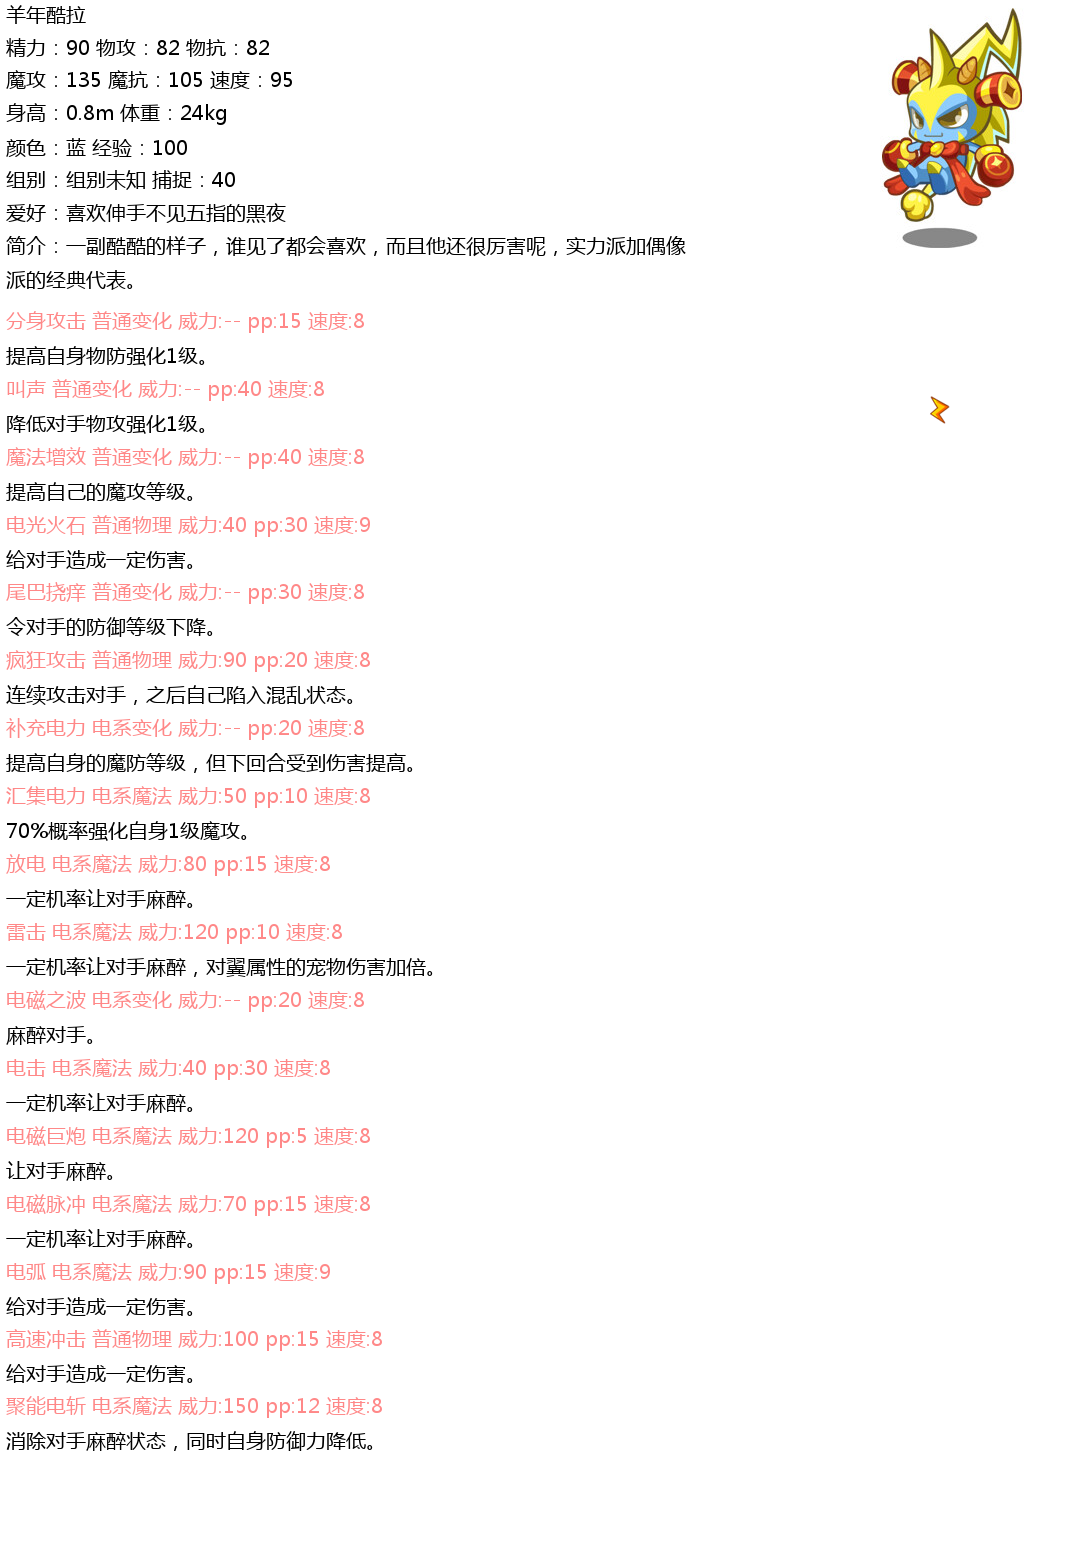 羊年酷拉
精力：90 物攻：82 物抗：82
魔攻：135 魔抗：105 速度：95
身高：0.8m 体重：24kg
颜色：蓝 经验：100
组别：组别未知 捕捉：40
爱好：喜欢伸手不见五指的黑夜
简介：一副酷酷的样子，谁见了都会喜欢，而且他还很厉害呢，实力派加偶像
派的经典代表。
分身攻击 普通变化 威力:-- pp:15 速度:8
提高自身物防强化1级。
叫声 普通变化 威力:-- pp:40 速度:8
降低对手物攻强化1级。
魔法增效 普通变化 威力:-- pp:40 速度:8
提高自己的魔攻等级。
电光火石 普通物理 威力:40 pp:30 速度:9
给对手造成一定伤害。
尾巴挠痒 普通变化 威力:-- pp:30 速度:8
令对手的防御等级下降。
疯狂攻击 普通物理 威力:90 pp:20 速度:8
连续攻击对手，之后自己陷入混乱状态。
补充电力 电系变化 威力:-- pp:20 速度:8
提高自身的魔防等级，但下回合受到伤害提高。
汇集电力 电系魔法 威力:50 pp:10 速度:8
70%概率强化自身1级魔攻。
放电 电系魔法 威力:80 pp:15 速度:8
一定机率让对手麻醉。
雷击 电系魔法 威力:120 pp:10 速度:8
一定机率让对手麻醉，对翼属性的宠物伤害加倍。
电磁之波 电系变化 威力:-- pp:20 速度:8
麻醉对手。
电击 电系魔法 威力:40 pp:30 速度:8
一定机率让对手麻醉。
电磁巨炮 电系魔法 威力:120 pp:5 速度:8
让对手麻醉。
电磁脉冲 电系魔法 威力:70 pp:15 速度:8
一定机率让对手麻醉。
电弧 电系魔法 威力:90 pp:15 速度:9
给对手造成一定伤害。
高速冲击 普通物理 威力:100 pp:15 速度:8
给对手造成一定伤害。
聚能电斩 电系魔法 威力:150 pp:12 速度:8
消除对手麻醉状态，同时自身防御力降低。